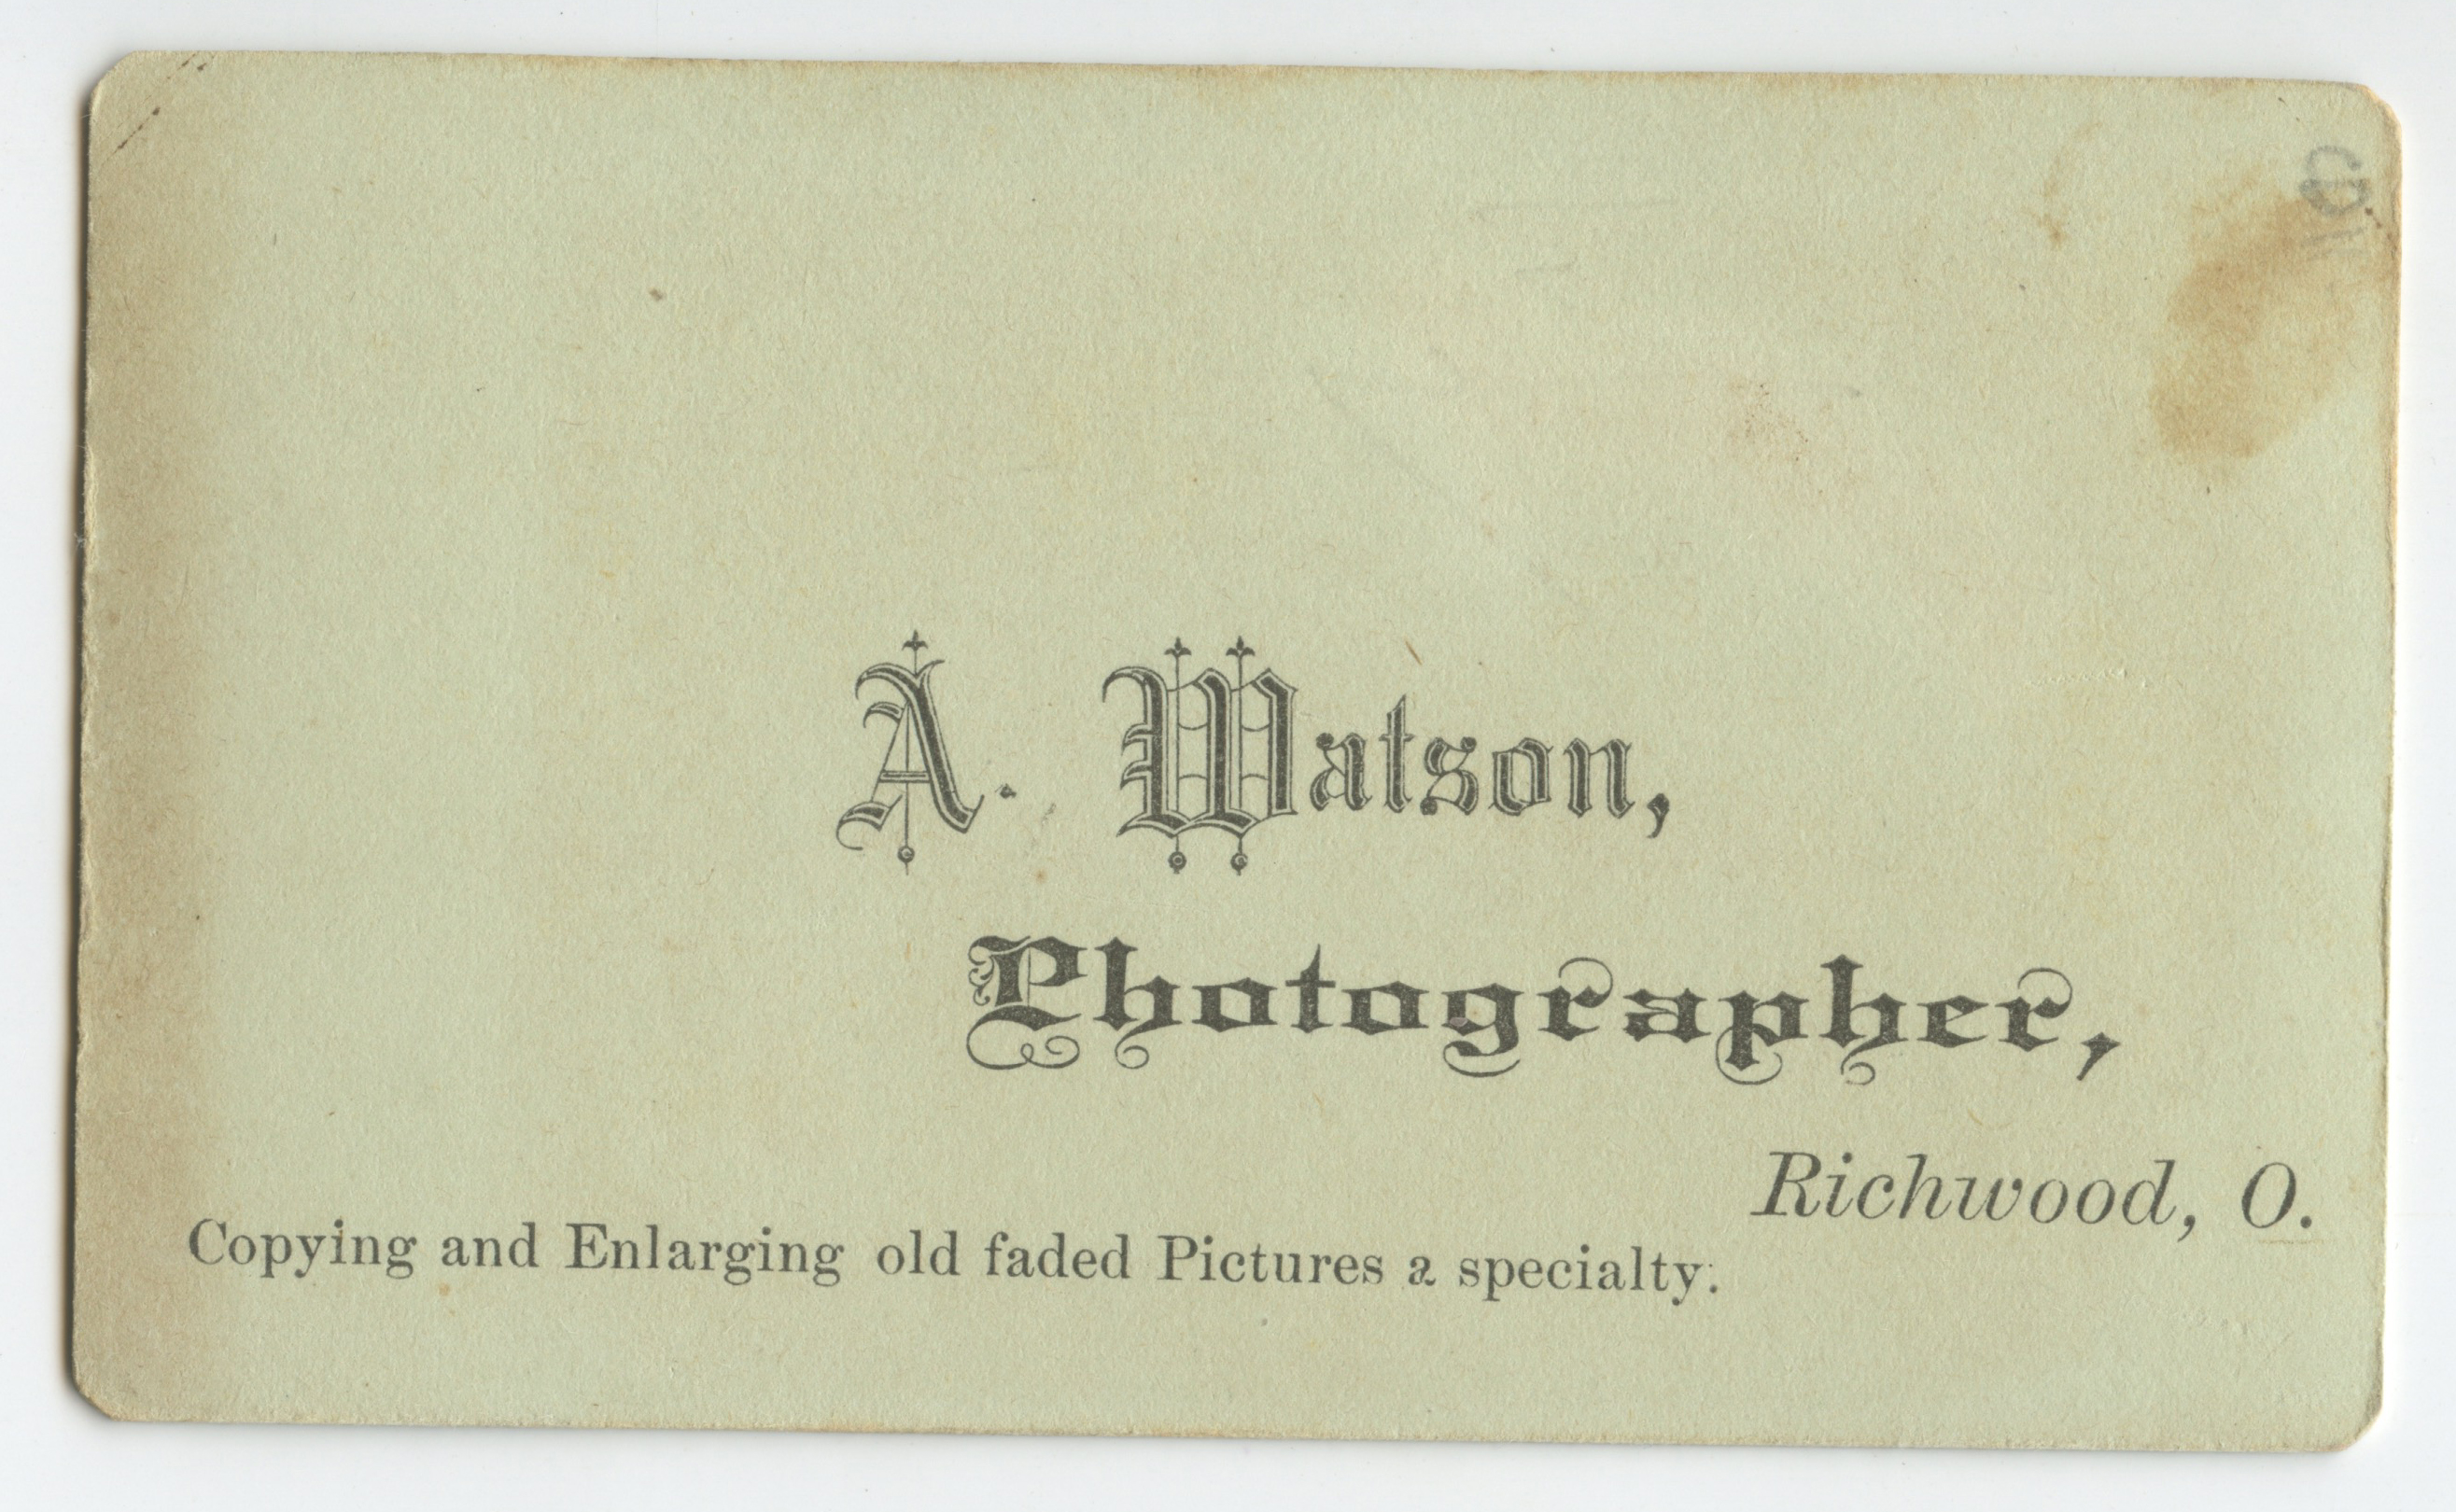 A. Watson,
Photographer,
Richwood, O.
Copying and Enlarging old faded Pictures a specialty.